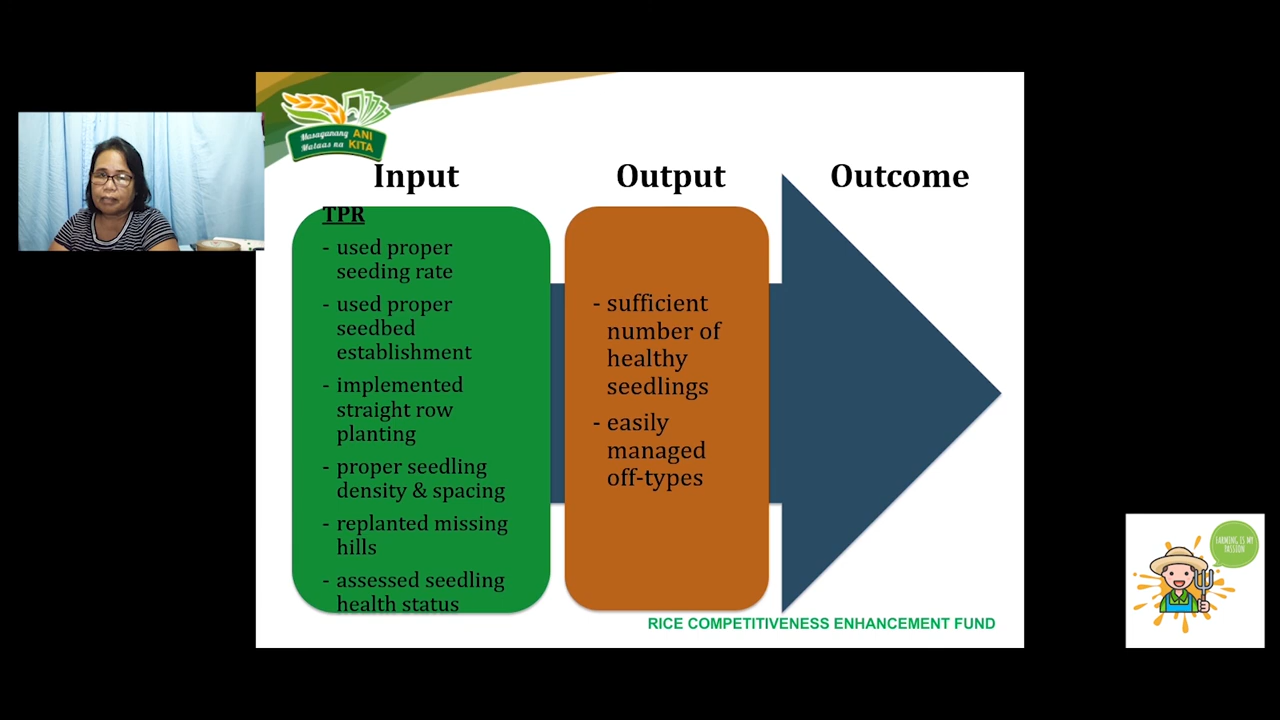 Masaganang ANI
Mataas na KITA
Input
Output
Outcome
TPR
- used proper
seeding rate
- used proper
seedbed
establishment
- implemented
straight row
planting
- proper seedling
density & spacing
- replanted missing
hills
- assessed seedling
health status
- sufficient
number of
healthy
seedlings
- easily
managed
off-types
RICE COMPETITIVENESS ENHANCEMENT FUND
FARMING IS MY
PASSION